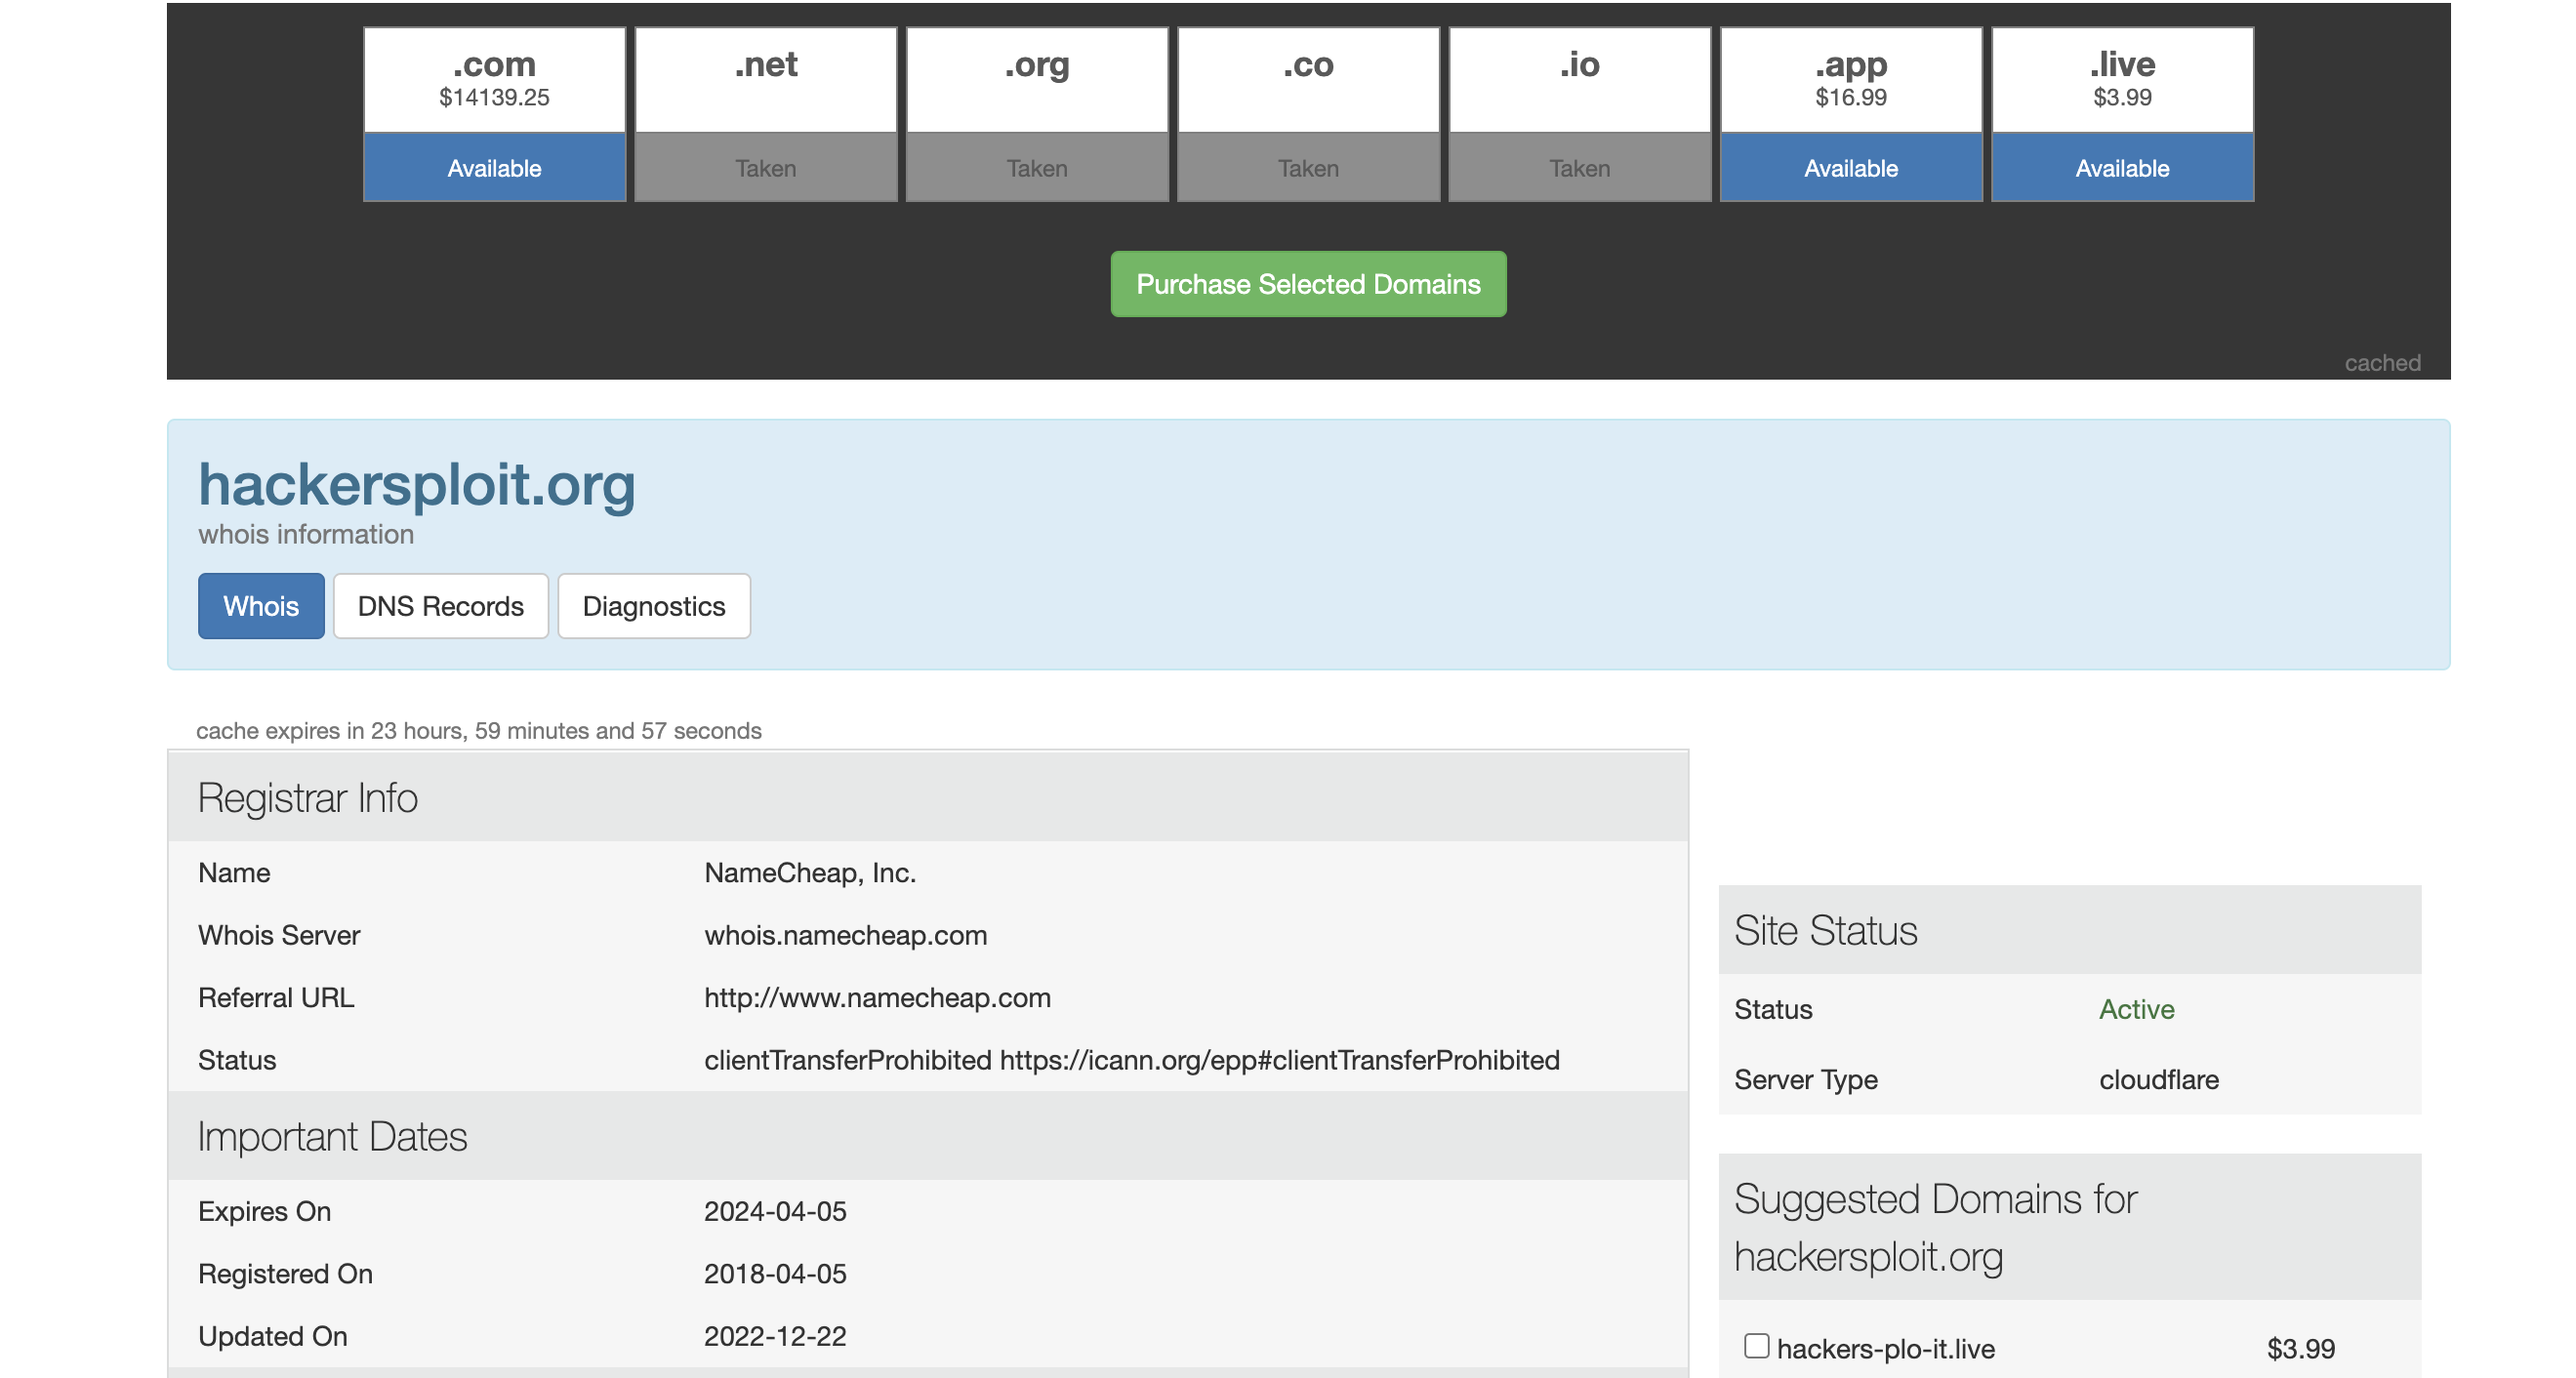 .com .net .org .co .io .app .live
$14139.25 $16.99 $3.99
Available Taken Taken Taken Taken Available Available
Purchase Selected Domains
cached
hackersploit.org
whois information
Whois DNS Records Diagnostics
cache expires in 23 hours, 59 minutes and 57 seconds
Registrar Info
Name NameCheap, Inc.
Whois Server whois.namecheap.com
Referral URL http://www.namecheap.com
Status clientTransferProhibited https://icann.org/epp#clientTransferProhibited
Important Dates
Expires On 2024-04-05
Registered On 2018-04-05
Updated On 2022-12-22
Site Status
Status Active
Server Type cloudflare
Suggested Domains for
hackersploit.org
hackers-plo-it.live $3.99